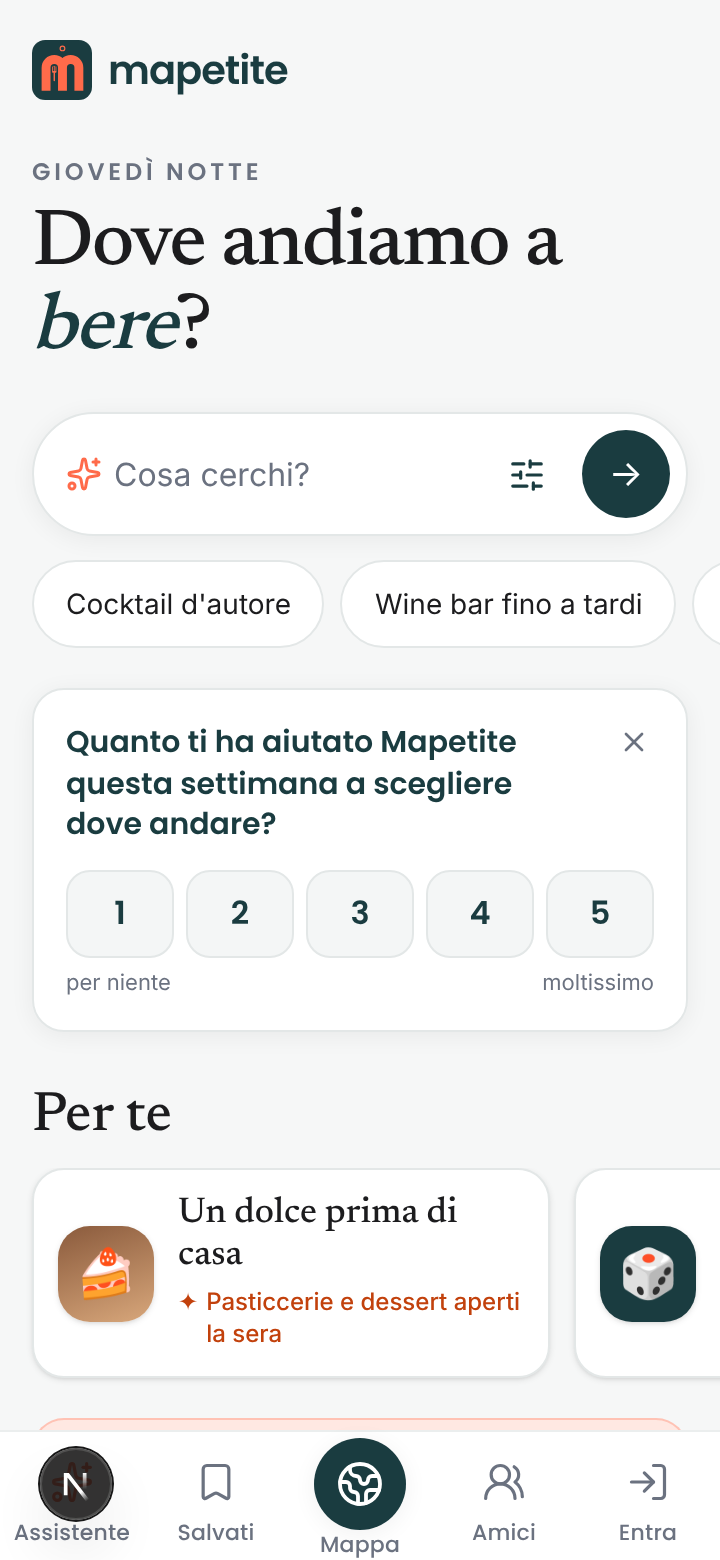 mapetite
GIOVEDÌ NOTTE
Dove andiamo a
bere?
Cosa cerchi?
Cocktail d'autore
Wine bar fino a tardi
Quanto ti ha aiutato Mapetite
questa settimana a scegliere
dove andare?
1 2 3 4 5
per niente moltissimo
Per te
Un dolce prima di
casa
✦ Pasticcerie e dessert aperti
la sera
N
Assistente Salvati Mappa Amici Entra